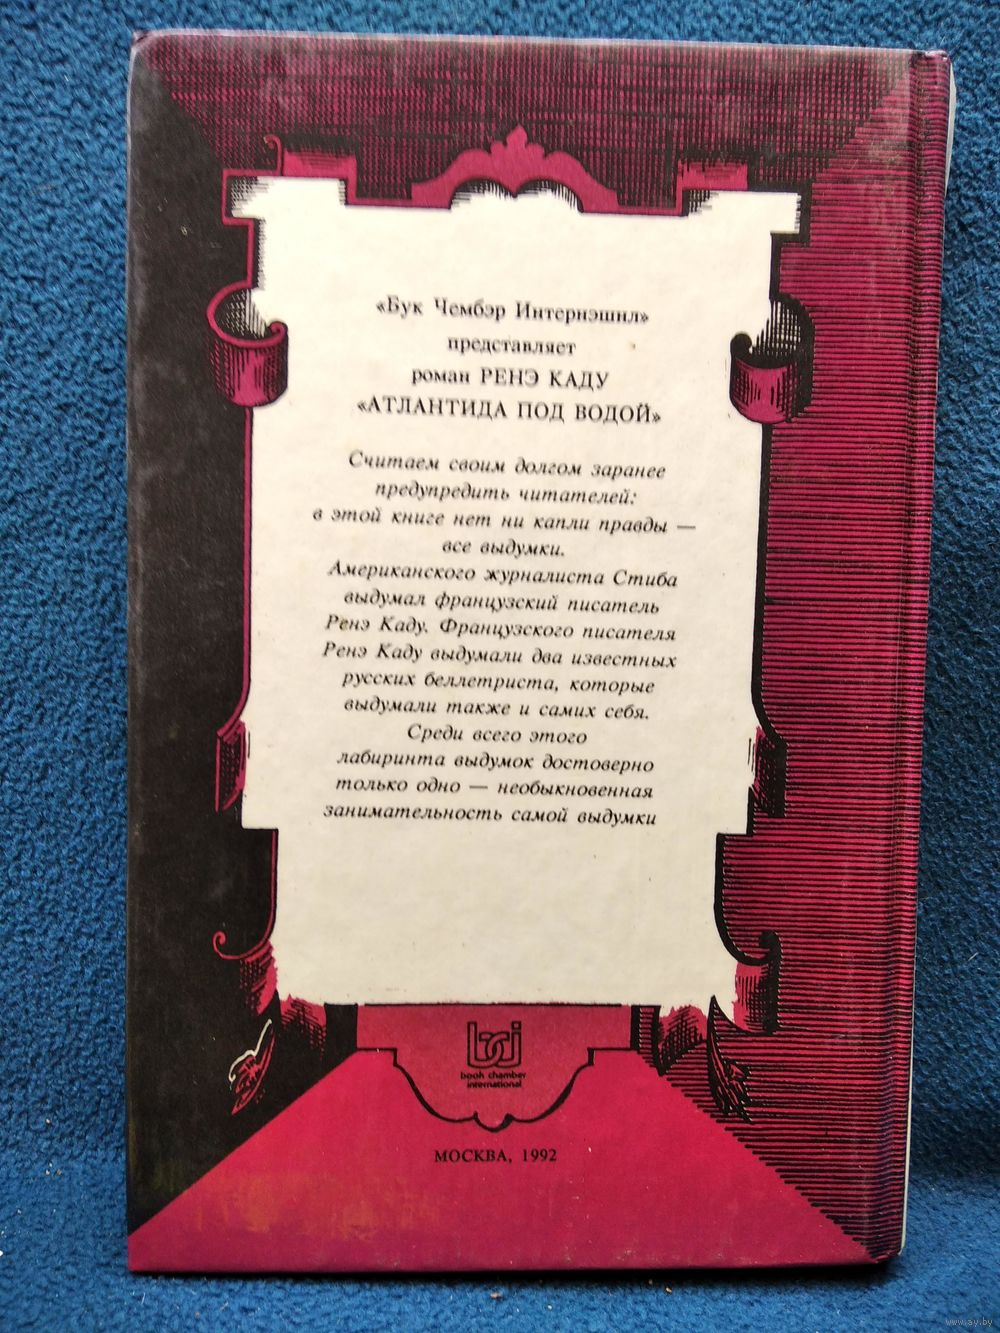 «Бук Чембэр Интернэшнл»
представляет
роман РЕНЭ КАДУ
«АТЛАНТИДА ПОД ВОДОЙ»
Считаем своим долгом заранее
предупредить читателей:
в этой книге нет ни капли правды —
все выдумки.
Американского журналиста Стиба
выдумал французский писатель
Ренэ Каду. Французского писателя
Ренэ Каду выдумали два известных
русских беллетриста, которые
выдумали также и самих себя.
Среди всего этого
лабиринта выдумок достоверно
только одно — необыкновенная
занимательность самой выдумки
bci
book chamber
international
МОСКВА, 1992
www.ay.by